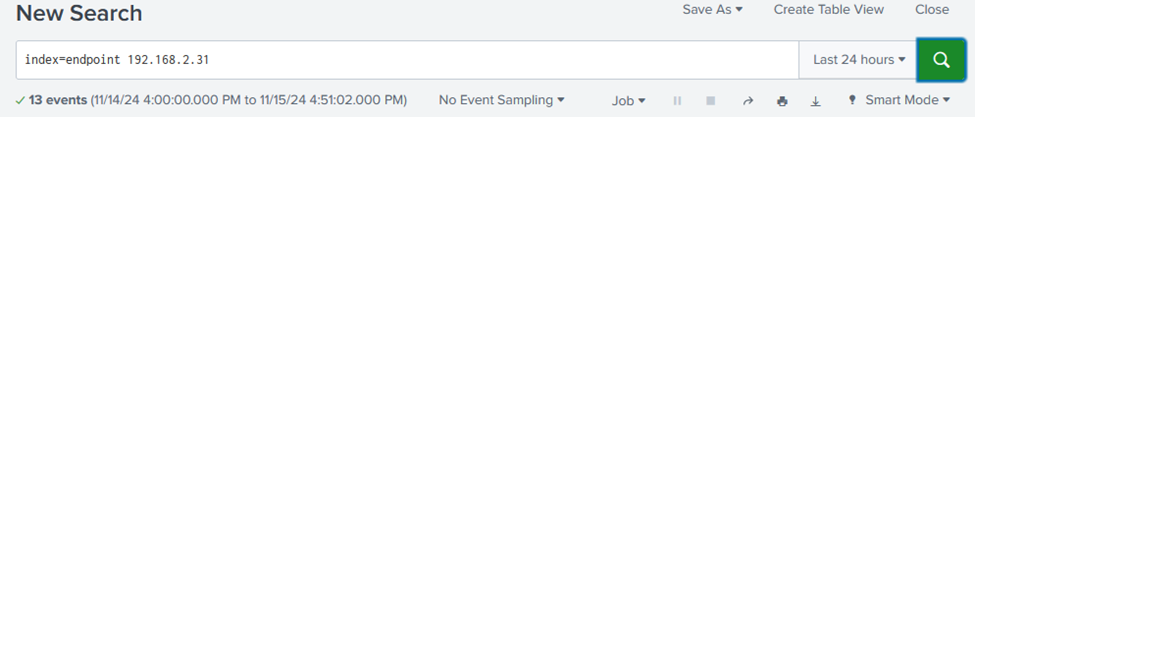 New Search
Save As Create Table View Close
index=endpoint 192.168.2.31
Last 24 hours
13 events (11/14/24 4:00:00.000 PM to 11/15/24 4:51:02.000 PM)
No Event Sampling
Job
Smart Mode